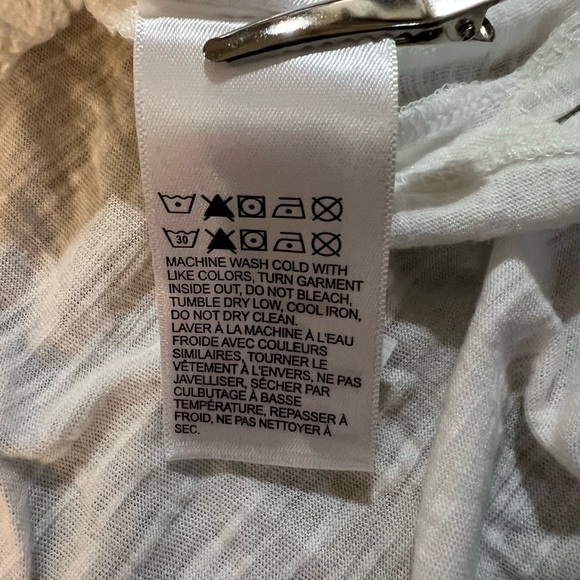 30
MACHINE WASH COLD WITH
LIKE COLORS, TURN GARMENT
INSIDE OUT, DO NOT BLEACH,
TUMBLE DRY LOW, COOL IRON,
DO NOT DRY CLEAN.
LAVER À LA MACHINE À L'EAU
FROIDE AVEC COULEURS
SIMILAIRES, TOURNER LE
VÊTEMENT À L'ENVERS, NE PAS
JAVELLISER, SÉCHER PAR
CULBUTAGE À BASSE
TEMPÉRATURE, REPASSER À
FROID, NE PAS NETTOYER À
SEC.